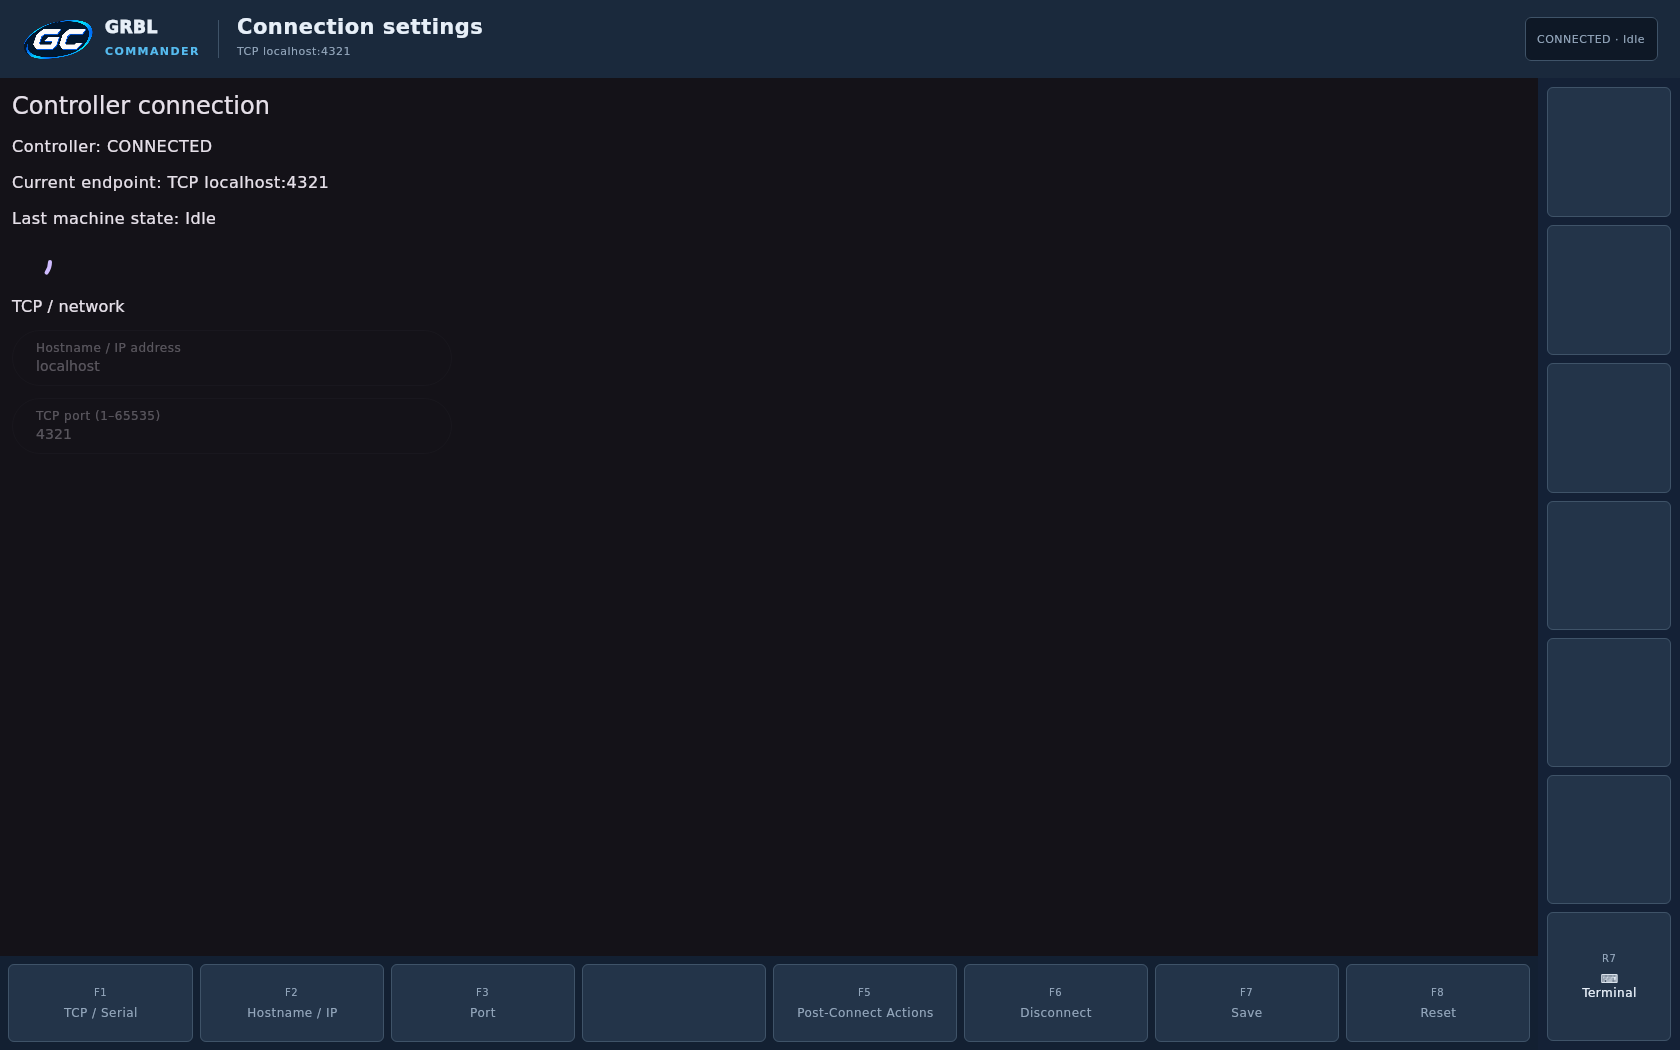 GC
GRBL
COMMANDER
Connection settings
TCP localhost:4321
CONNECTED · Idle
Controller connection
Controller: CONNECTED
Current endpoint: TCP localhost:4321
Last machine state: Idle
TCP / network
Hostname / IP address
localhost
TCP port (1–65535)
4321
R7
Terminal
F1
TCP / Serial
F2
Hostname / IP
F3
Port
F5
Post-Connect Actions
F6
Disconnect
F7
Save
F8
Reset